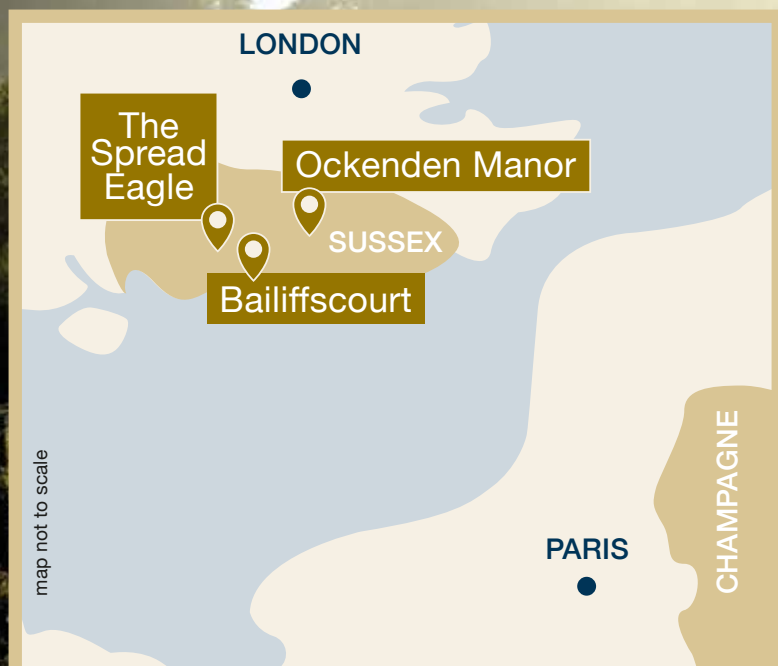 LONDON
The
Spread
Eagle
Ockenden Manor
SUSSEX
Bailiffscourt
map not to scale
PARIS
CHAMPAGNE